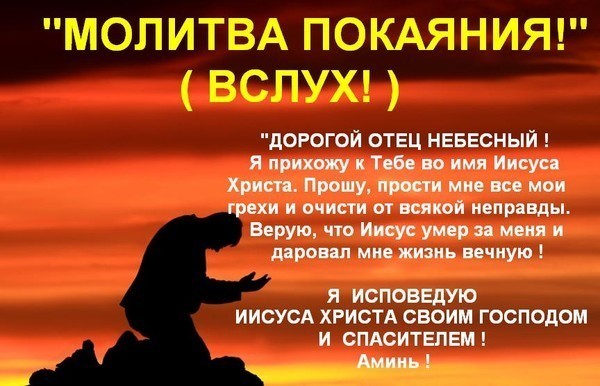 "МОЛИТВА ПОКАЯНИЯ!"
( ВСЛУХ! )
"ДОРОГОЙ ОТЕЦ НЕБЕСНЫЙ !
Я прихожу к Тебе во имя Иисуса
Христа. Прошу, прости мне все мои
грехи и очисти от всякой неправды.
Верую, что Иисус умер за меня и
даровал мне жизнь вечную !
Я ИСПОВЕДУЮ
ИИСУСА ХРИСТА СВОИМ ГОСПОДОМ
И СПАСИТЕЛЕМ !
Аминь !